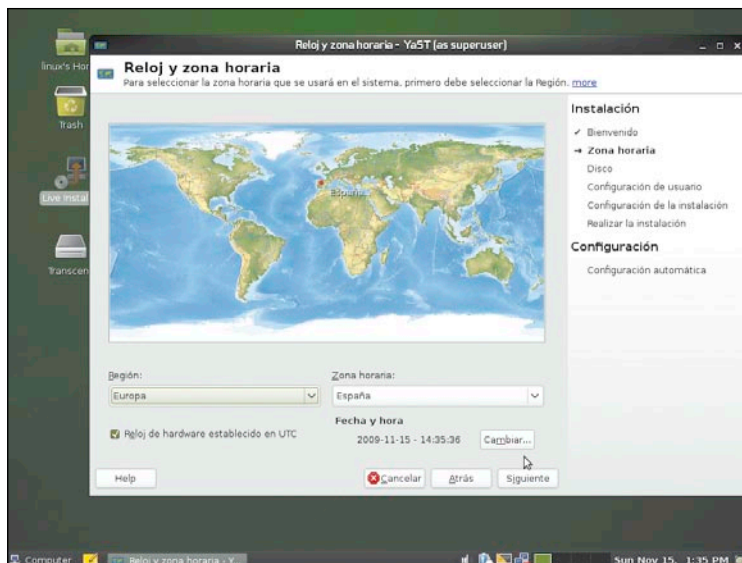 linux's Hor
Trash
Live Instal
Transcen
Reloj y zona horaria - YaST (as superuser)
Reloj y zona horaria
Para seleccionar la zona horaria que se usará en el sistema, primero debe seleccionar la Región. more
España
Región:
Europa
Zona horaria:
España
Reloj de hardware establecido en UTC
Fecha y hora
2009-11-15 - 14:35:36
Cambiar...
Help
Cancelar
Atrás
Siguiente
Instalación
Bienvenido
Zona horaria
Disco
Configuración de usuario
Configuración de la instalación
Realizar la instalación
Configuración
Configuración automática
Computer
Reloj y zona horaria - Y
Sun Nov 15, 1:35 PM